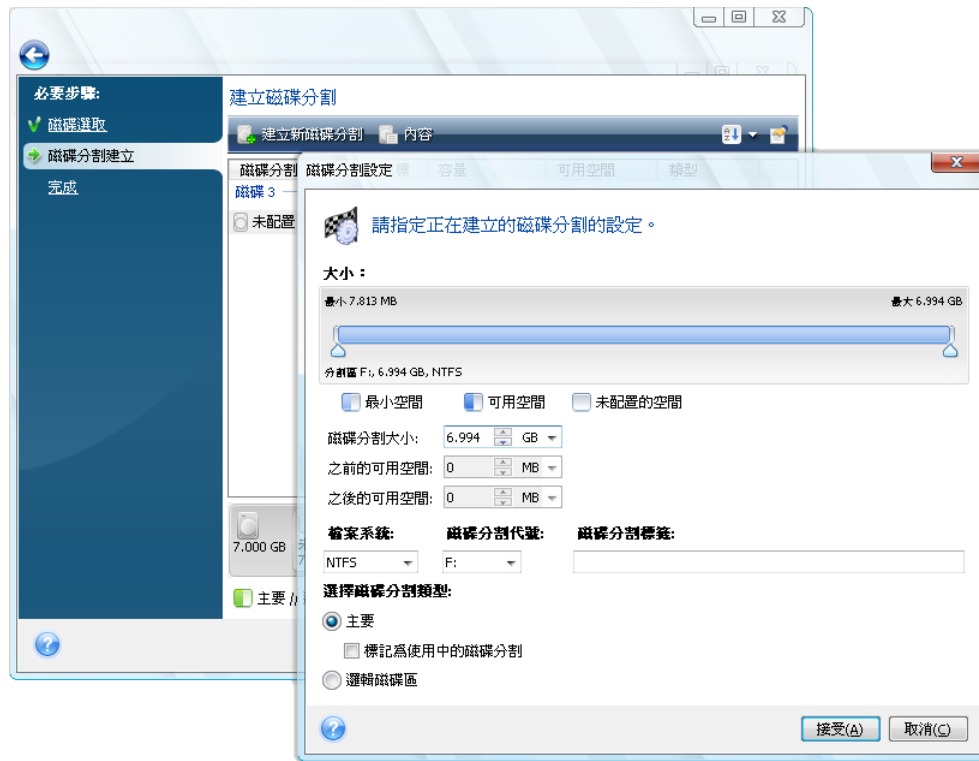 必要步驟:
磁碟選取
磁碟分割建立
完成
建立磁碟分割
建立新磁碟分割 內容
磁碟分割
磁碟 3
未配置
7.000 GB
主要 //
磁碟分割設定
容量 可用空間 類型
請指定正在建立的磁碟分割的設定。
大小：
最小 7.813 MB 最大 6.994 GB
分割區 F:, 6.994 GB, NTFS
最小空間 可用空間 未配置的空間
磁碟分割大小: 6.994 GB
之前的可用空間: 0 MB
之後的可用空間: 0 MB
檔案系統: 磁碟分割代號: 磁碟分割標籤:
NTFS F:
選擇磁碟分割類型:
主要
標記為使用中的磁碟分割
邏輯磁碟區
接受(A) 取消(C)